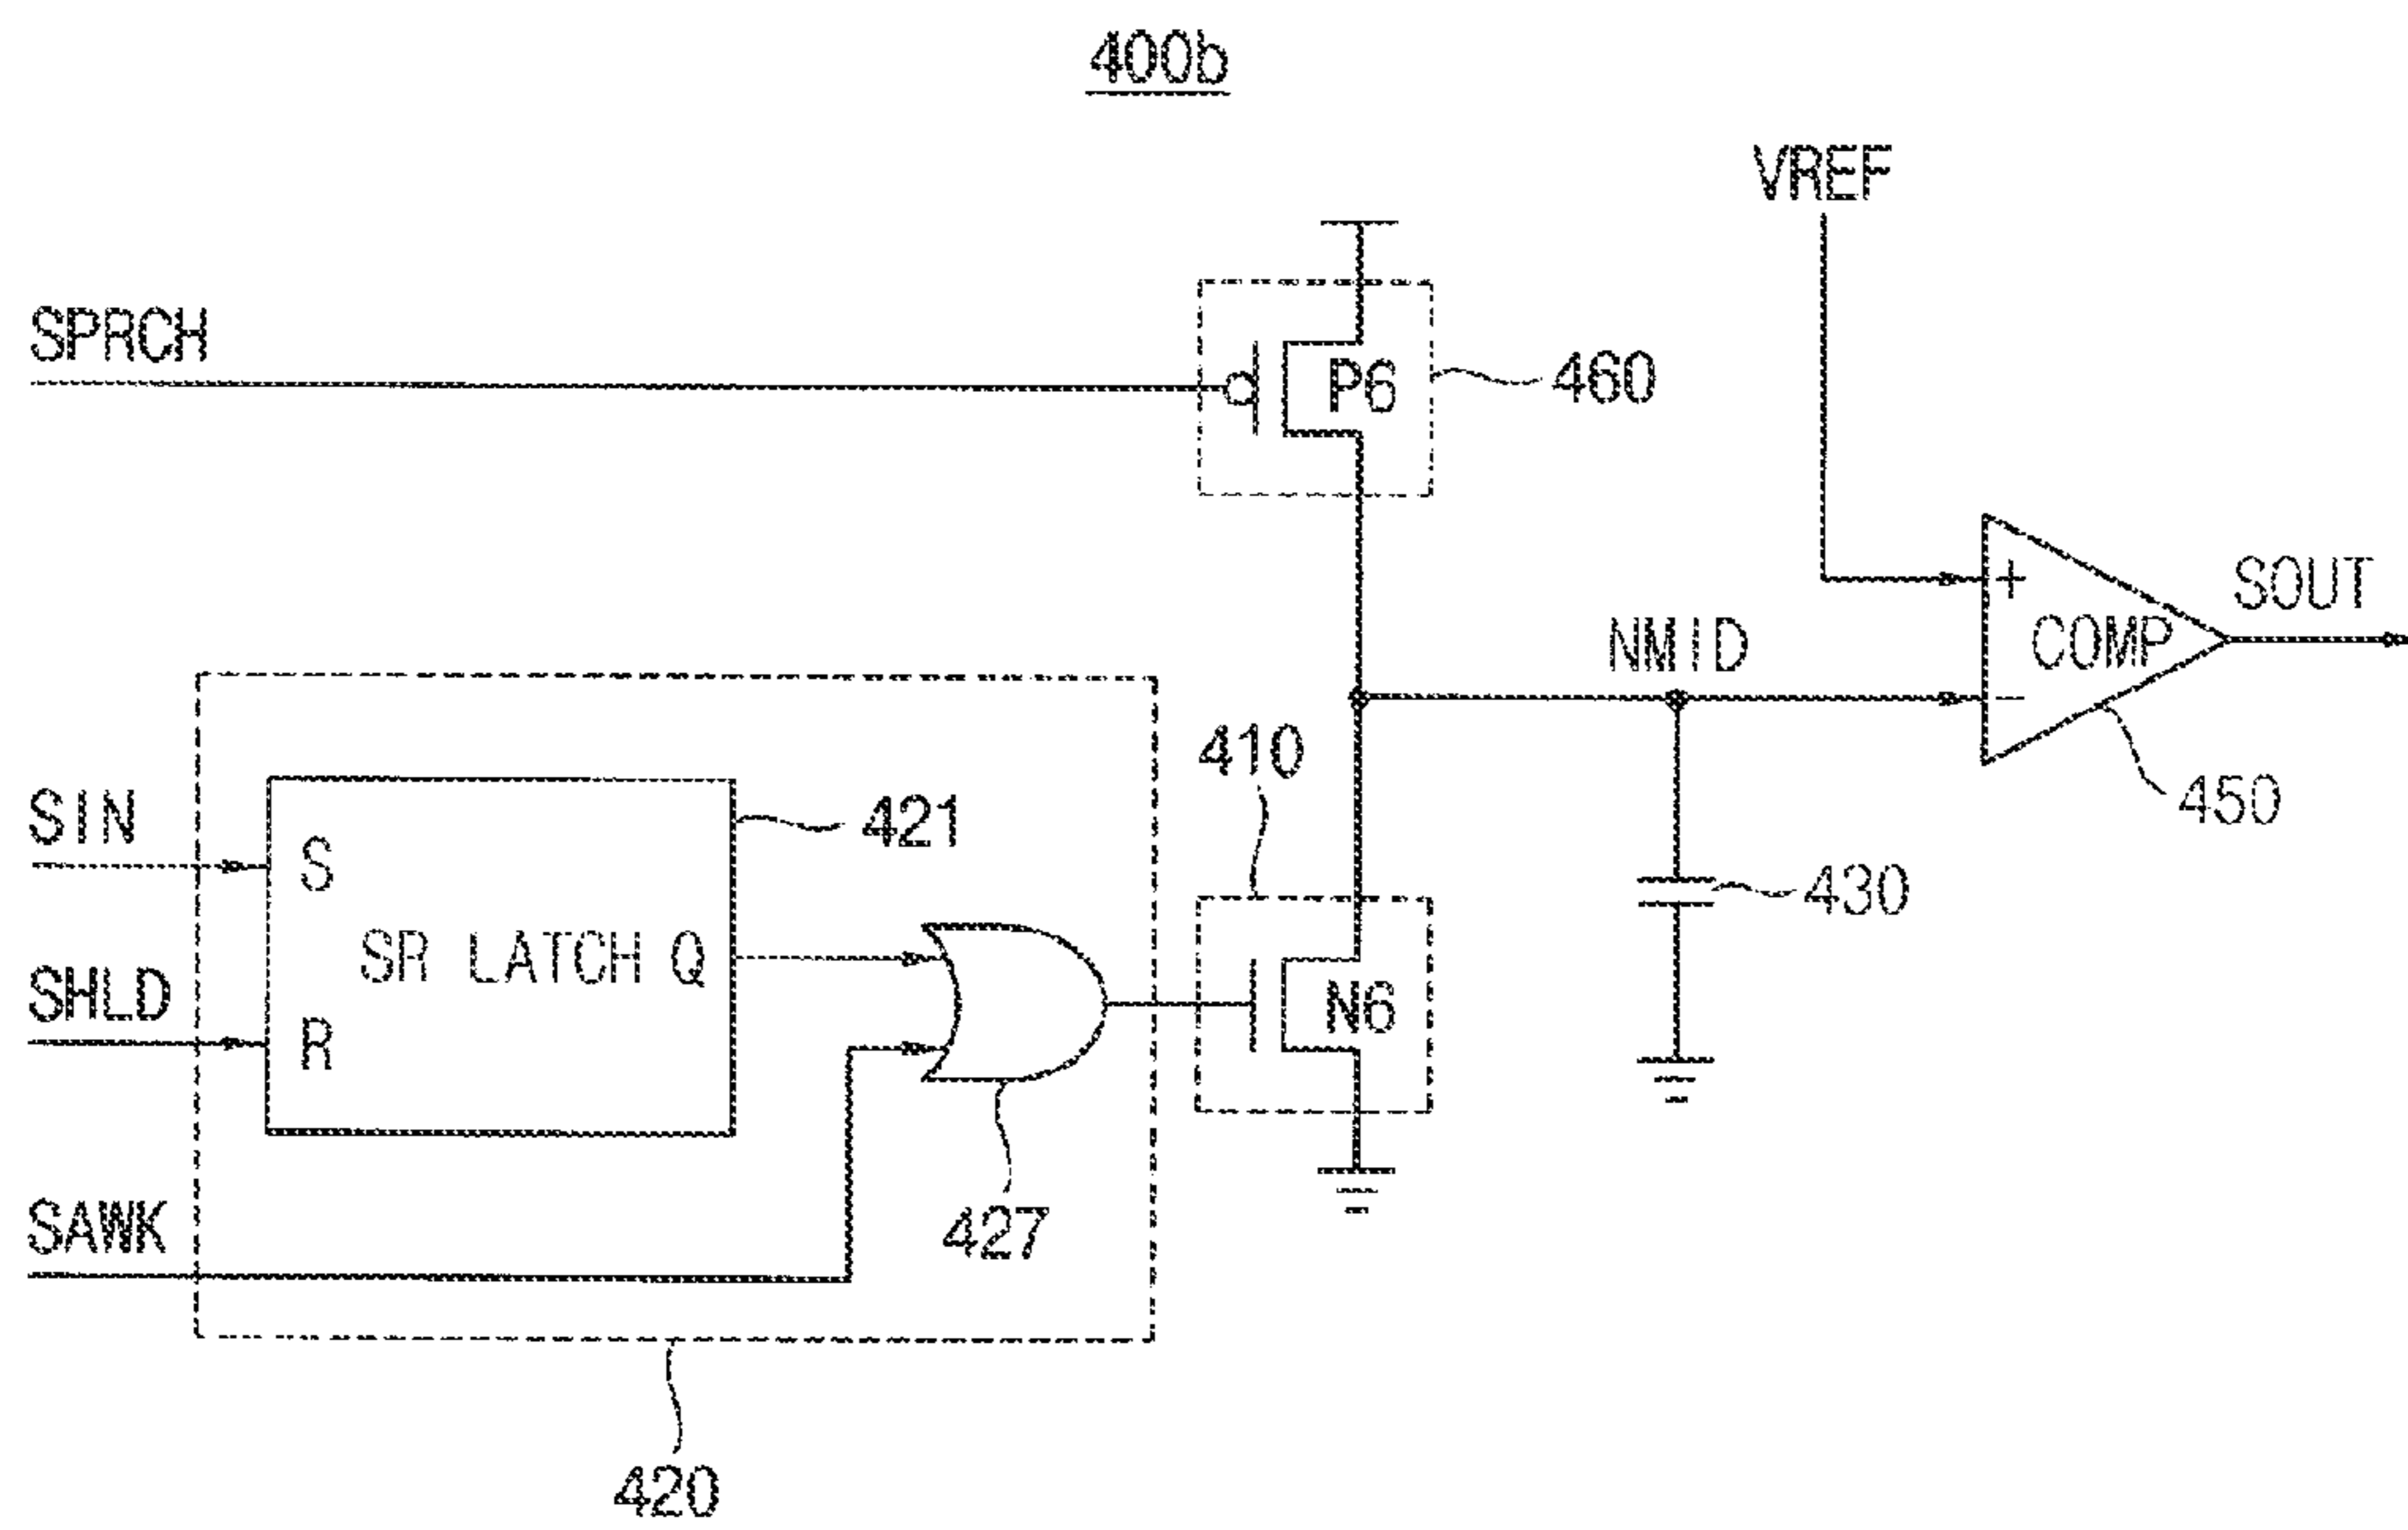 400b
VREF
SPRCH
P6
460
+
COMP
SOUT
NMID
−
410
450
SIN
421
S
430
SR LATCH Q
SHLD
N6
R
SAWK
427
420